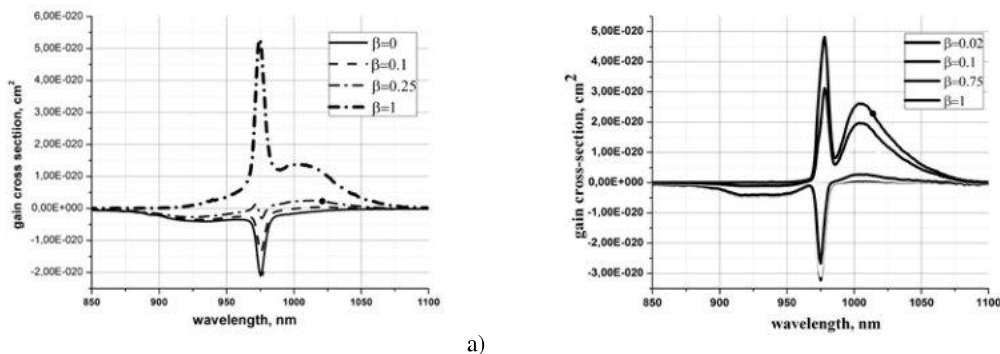 6,00E-020
5,00E-020
4,00E-020
3,00E-020
2,00E-020
1,00E-020
0,00E+000
-1,00E-020
-2,00E-020
gain cross sectiion, cm²
β=0
β=0.1
β=0.25
β=1
850 900 950 1000 1050 1100
wavelength, nm
5,00E-020
4,00E-020
3,00E-020
2,00E-020
1,00E-020
0,00E+000
-1,00E-020
-2,00E-020
-3,00E-020
gain cross-section, cm²
β=0.02
β=0.1
β=0.75
β=1
850 900 950 1000 1050 1100
wavelength, nm
a)